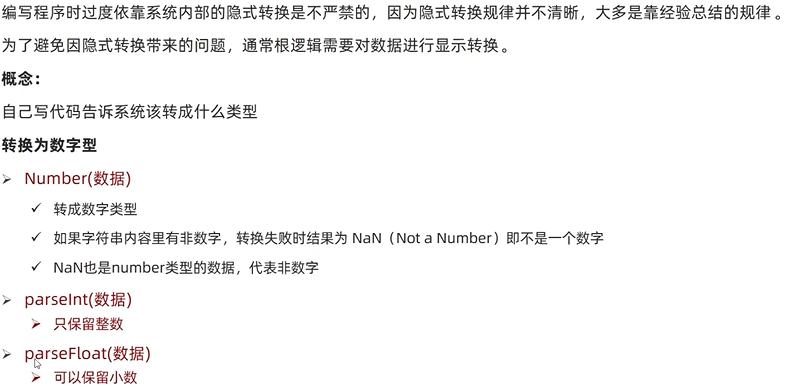 编写程序时过度依靠系统内部的隐式转换是不严禁的，因为隐式转换规律并不清晰，大多是靠经验总结的规律。
为了避免因隐式转换带来的问题，通常根逻辑需要对数据进行显示转换。
概念：
自己写代码告诉系统该转成什么类型
转换为数字型
Number(数据)
转成数字类型
如果字符串内容里有非数字，转换失败时结果为 NaN（Not a Number）即不是一个数字
NaN也是number类型的数据，代表非数字
parseInt(数据)
只保留整数
parseFloat(数据)
可以保留小数